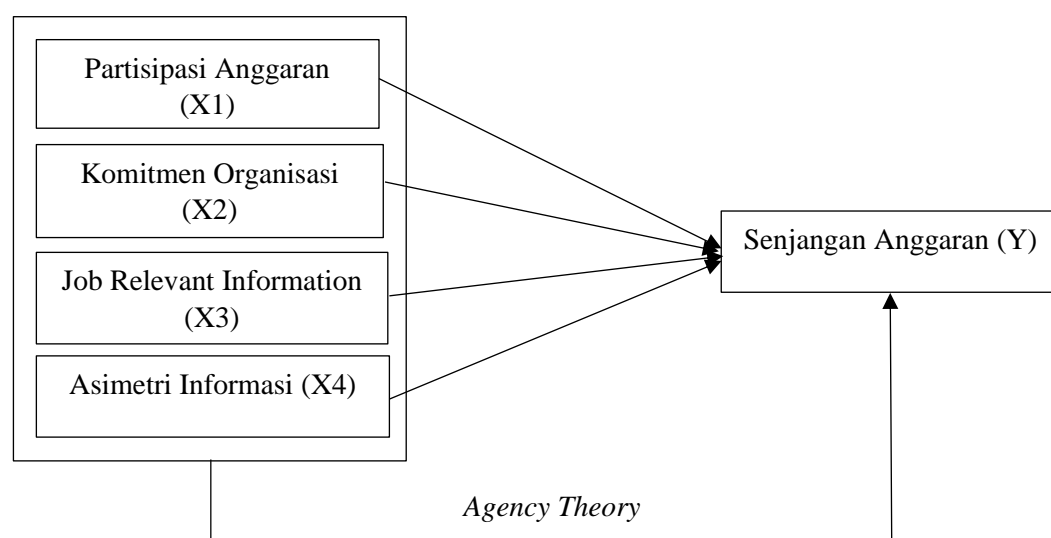 Partisipasi Anggaran
(X1)
Komitmen Organisasi
(X2)
Job Relevant Information
(X3)
Asimetri Informasi (X4)
Senjangan Anggaran (Y)
Agency Theory